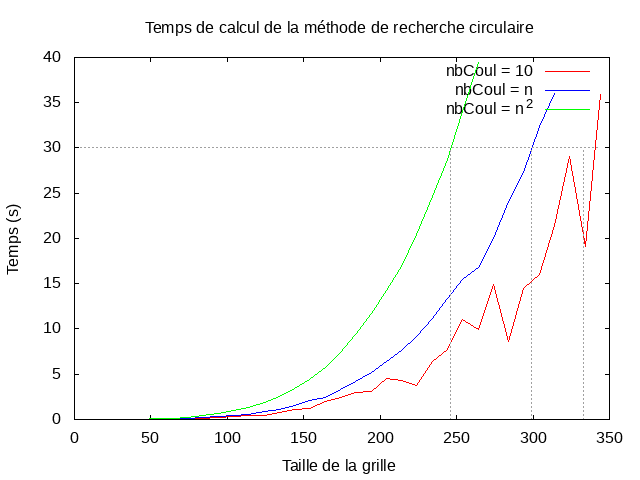 Temps de calcul de la méthode de recherche circulaire
40
35
30
25
20
15
10
5
0
Temps (s)
nbCoul = 10
nbCoul = n
nbCoul = n²
0 50 100 150 200 250 300 350
Taille de la grille